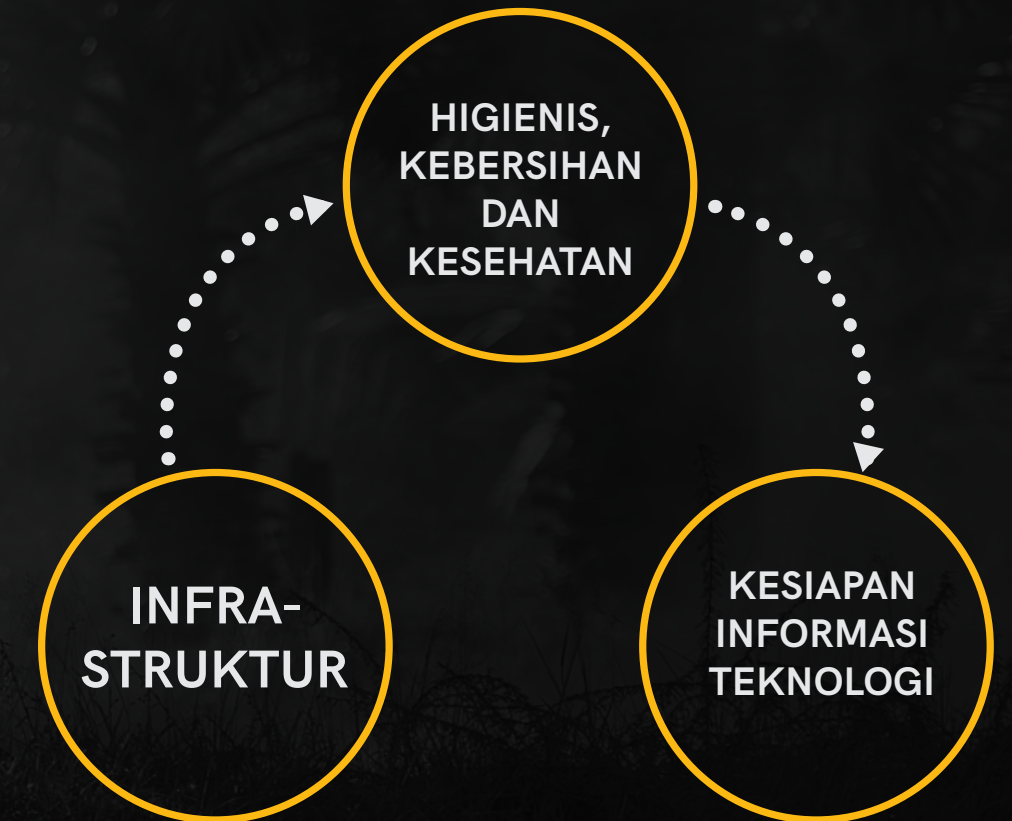 HIGIENIS,
KEBERSIHAN
DAN
KESEHATAN
INFRA-
STRUKTUR
KESIAPAN
INFORMASI
TEKNOLOGI